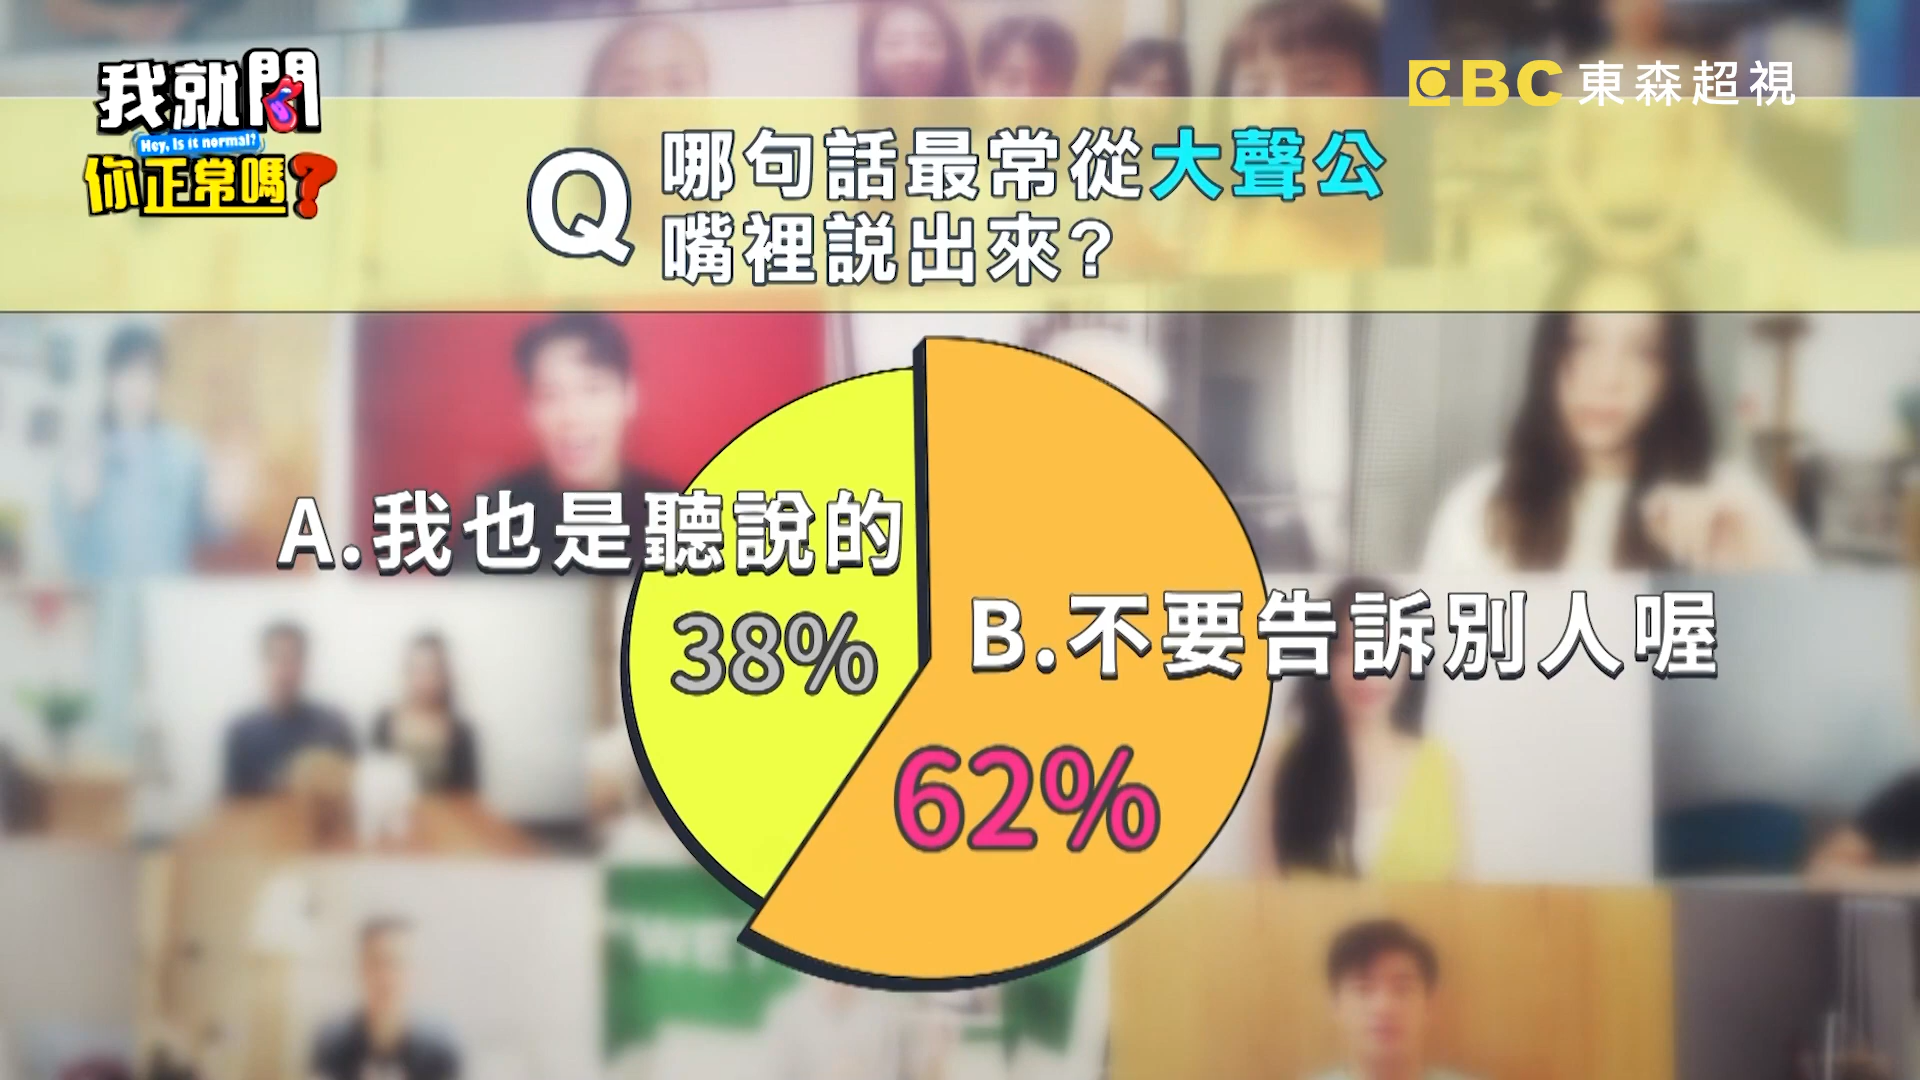 我就問
Hey, Is it normal?
你正常嗎?
EBC 東森超視
Q 哪句話最常從大聲公
嘴裡說出來?
A.我也是聽說的
38%
B.不要告訴別人喔
62%